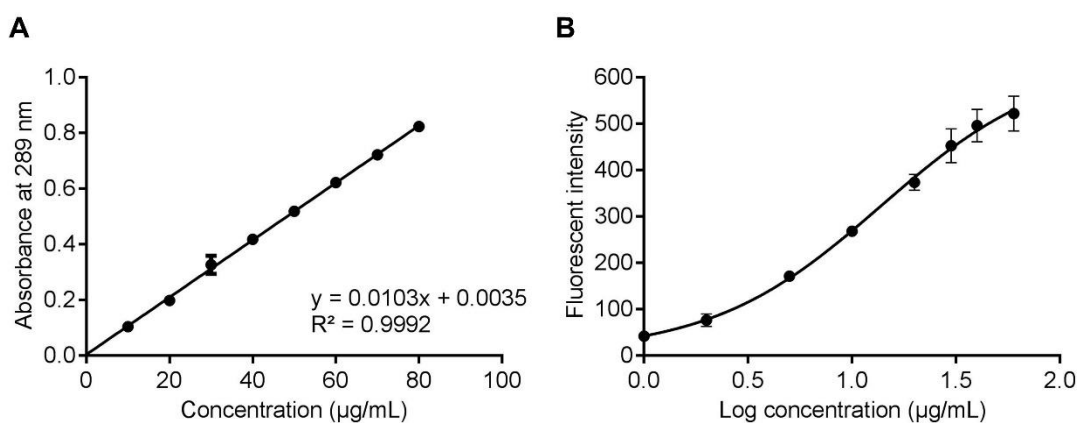 A
1.0
0.8
0.6
0.4
0.2
0.0
0 20 40 60 80 100
Absorbance at 289 nm
Concentration (µg/mL)
y = 0.0103x + 0.0035
R² = 0.9992
B
600
500
400
300
200
100
0
0.0 0.5 1.0 1.5 2.0
Fluorescent intensity
Log concentration (µg/mL)